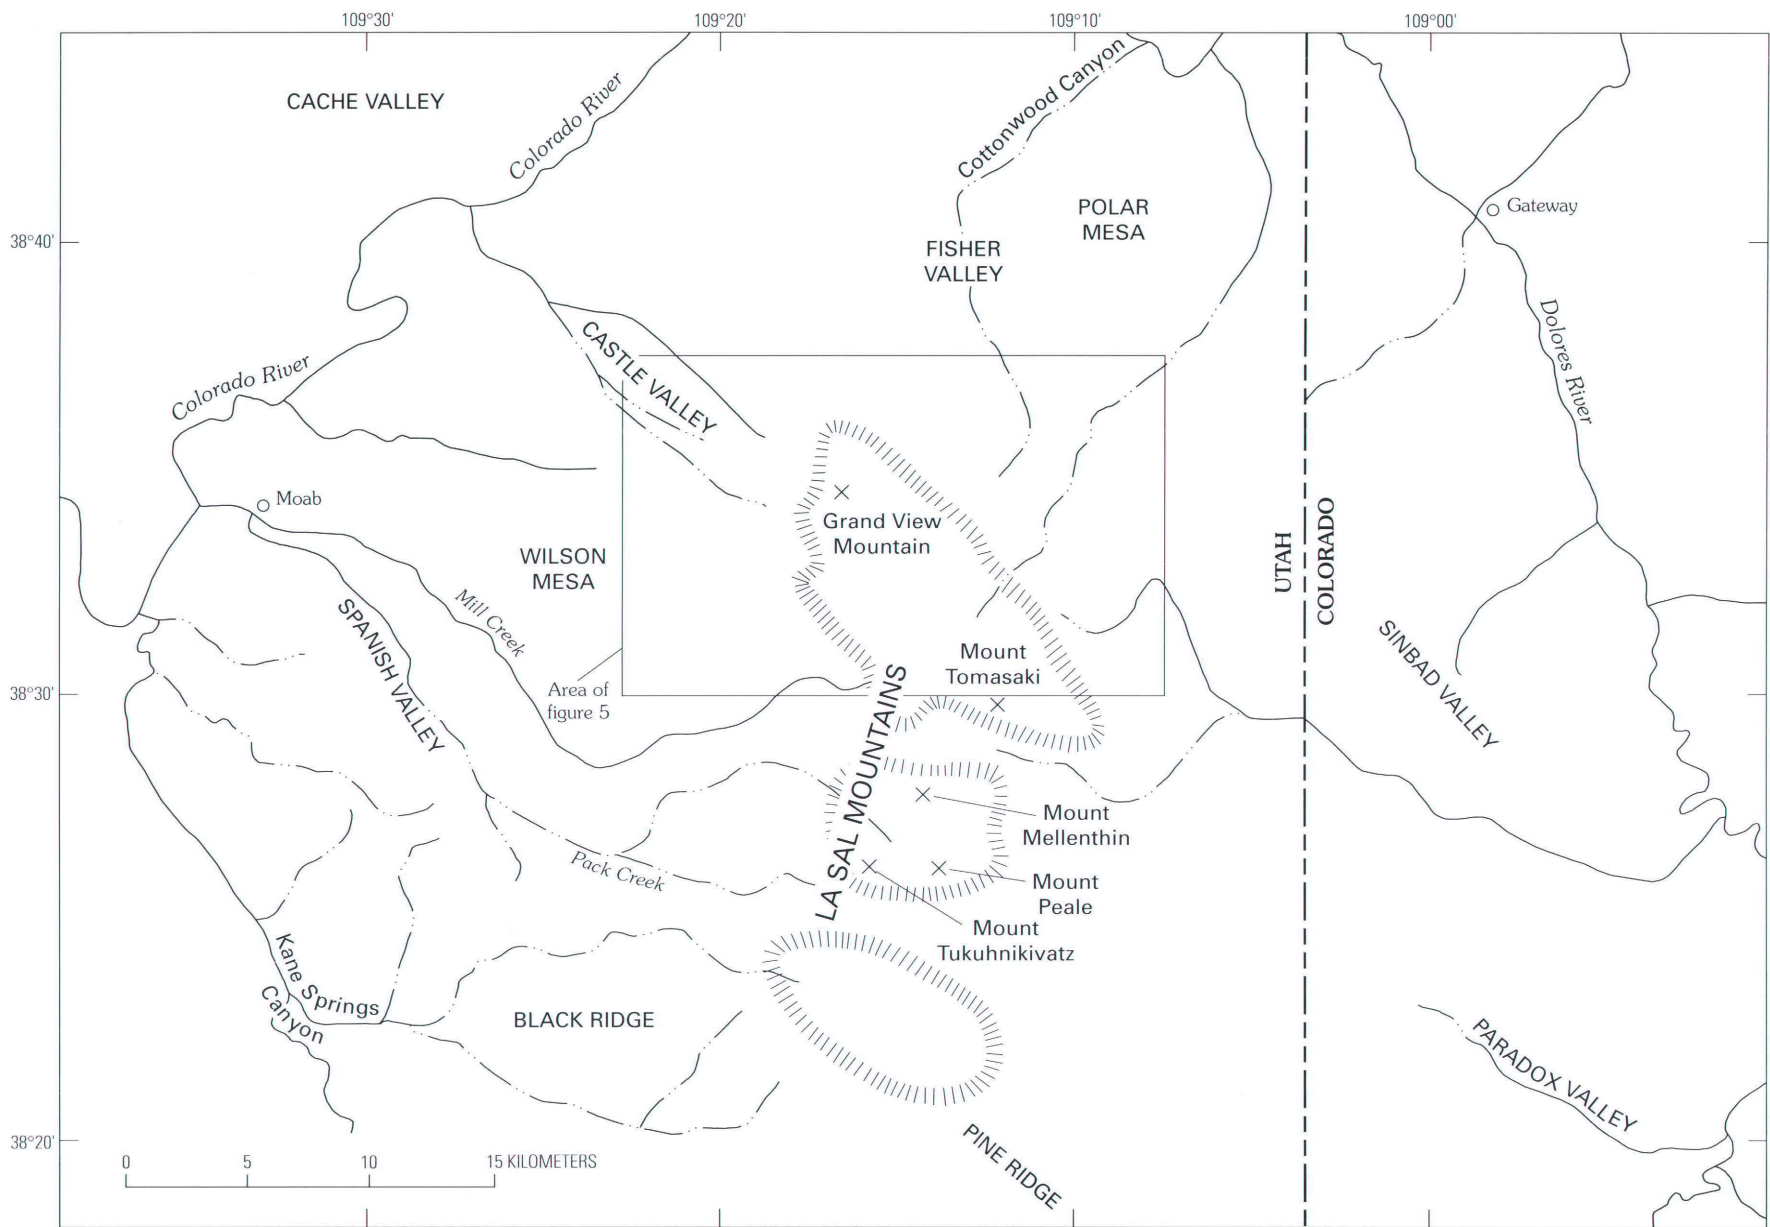 109°30'
109°20'
109°10'
109°00'
CACHE VALLEY
Colorado River
Cottonwood Canyon
POLAR
MESA
Gateway
38°40'
FISHER
VALLEY
Dolores River
CASTLE VALLEY
Colorado River
Moab
Grand View
Mountain
WILSON
MESA
UTAH
COLORADO
Mill Creek
SPANISH VALLEY
SINBAD VALLEY
Mount
Tomasaki
38°30'
Area of
figure 5
LA SAL MOUNTAINS
Mount
Mellenthin
Pack Creek
Mount
Peale
Mount
Tukuhnikivatz
Kane Springs
Canyon
BLACK RIDGE
PARADOX VALLEY
38°20'
PINE RIDGE
0 5 10 15 KILOMETERS